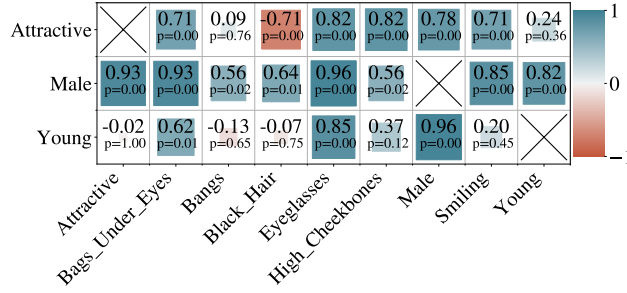 0.71 0.09 -0.71 0.82 0.82 0.78 0.71 0.24 1
Attractive p=0.00 p=0.76 p=0.00 p=0.00 p=0.00 p=0.00 p=0.00 p=0.36
0.93 0.93 0.56 0.64 0.96 0.56 0.85 0.82
Male p=0.00 p=0.00 p=0.02 p=0.01 p=0.00 p=0.02 p=0.00 p=0.00 0
-0.02 0.62 -0.13 -0.07 0.85 0.37 0.96 0.20
Young p=1.00 p=0.01 p=0.65 p=0.75 p=0.00 p=0.12 p=0.00 p=0.45
Attractive
Bags_Under_Eyes
Bangs
Black_Hair
Eyeglasses
High_Cheekbones
Male
Smiling
Young